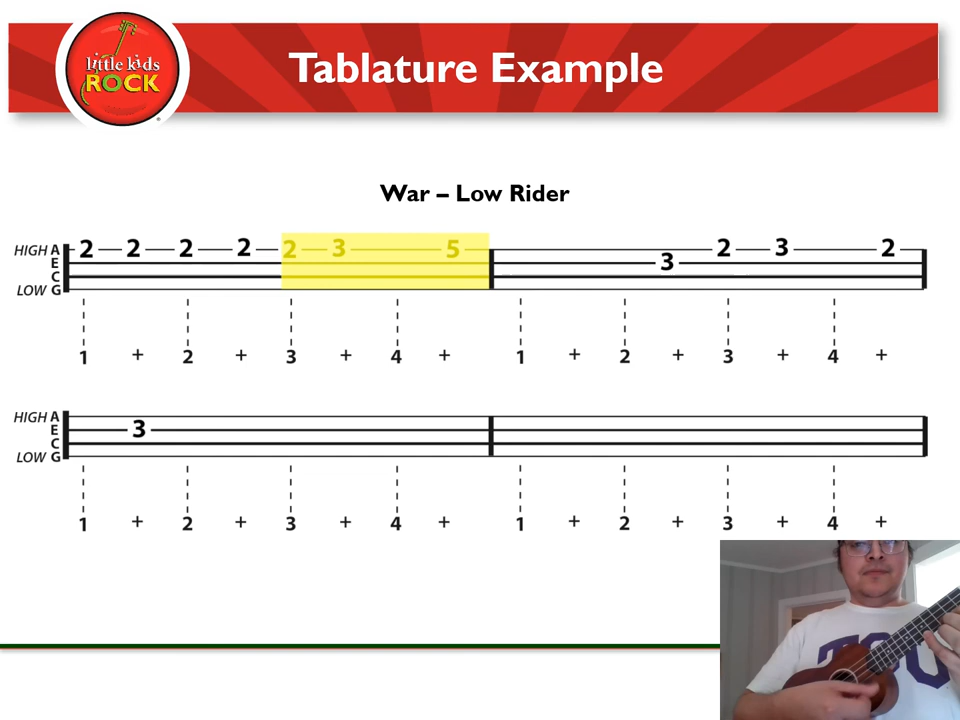 little kids
ROCK
®
Tablature Example
War – Low Rider
HIGH A 2 2 2 2 2 3 5 2 3 2
E 3
C
LOW G
1 + 2 + 3 + 4 + 1 + 2 + 3 + 4 +
HIGH A
E 3
C
LOW G
1 + 2 + 3 + 4 + 1 + 2 + 3 + 4 +